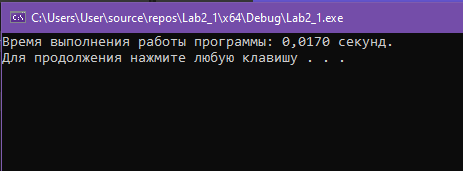 C:\Users\User\source\repos\Lab2_1\x64\Debug\Lab2_1.exe
Время выполнения работы программы: 0,0170 секунд.
Для продолжения нажмите любую клавишу . . .